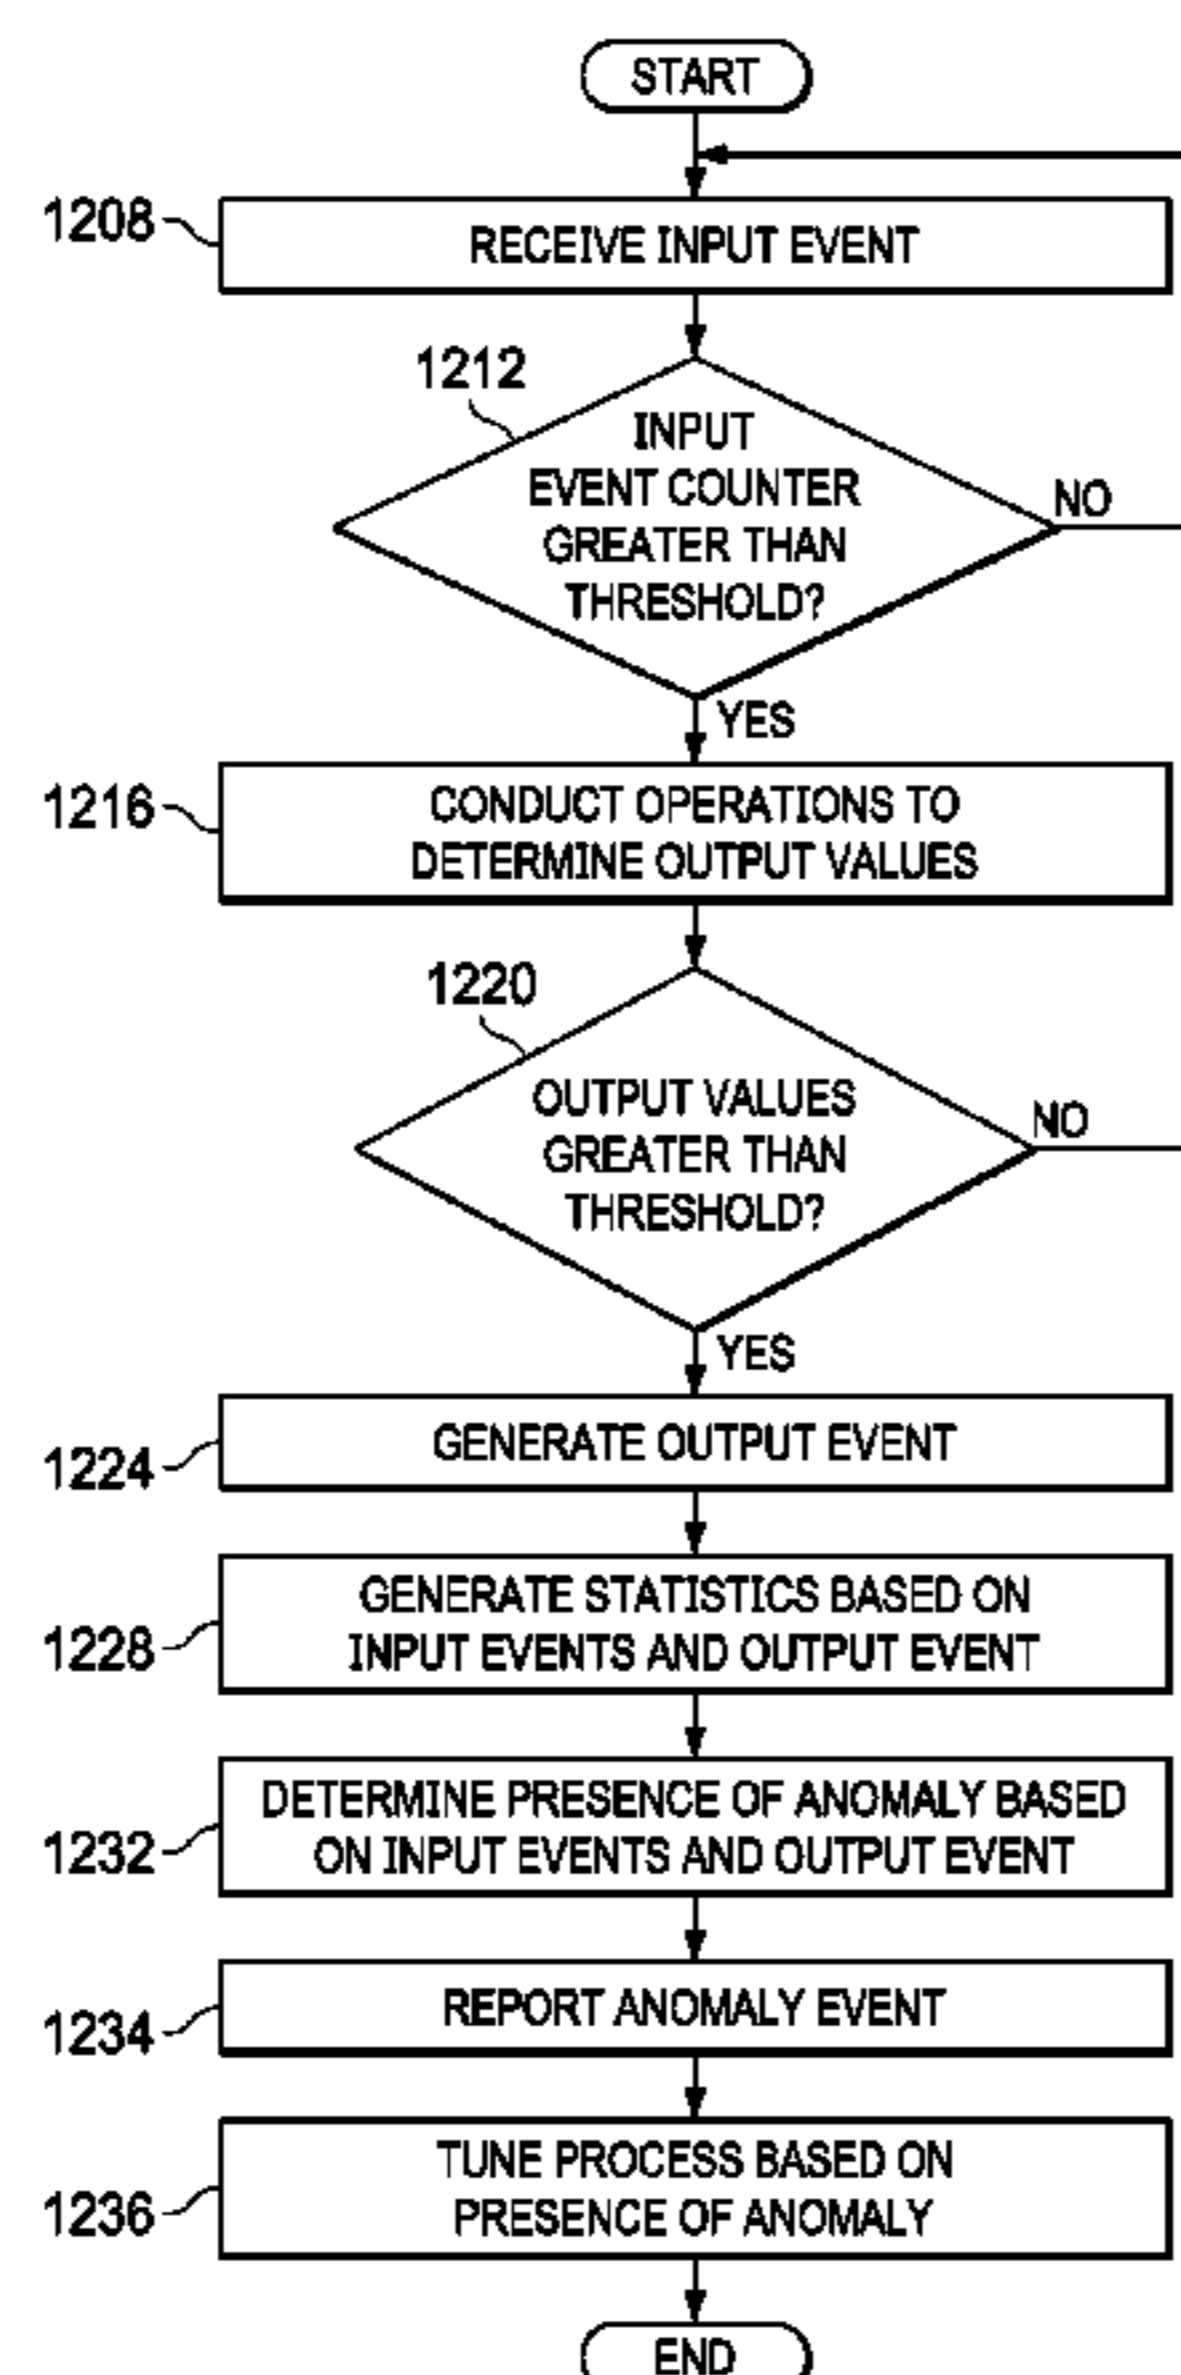 START
1208
RECEIVE INPUT EVENT
1212
INPUT
EVENT COUNTER
GREATER THAN
THRESHOLD?
NO
YES
1216
CONDUCT OPERATIONS TO
DETERMINE OUTPUT VALUES
1220
OUTPUT VALUES
GREATER THAN
THRESHOLD?
NO
YES
1224
GENERATE OUTPUT EVENT
1228
GENERATE STATISTICS BASED ON
INPUT EVENTS AND OUTPUT EVENT
1232
DETERMINE PRESENCE OF ANOMALY BASED
ON INPUT EVENTS AND OUTPUT EVENT
1234
REPORT ANOMALY EVENT
1236
TUNE PROCESS BASED ON
PRESENCE OF ANOMALY
END